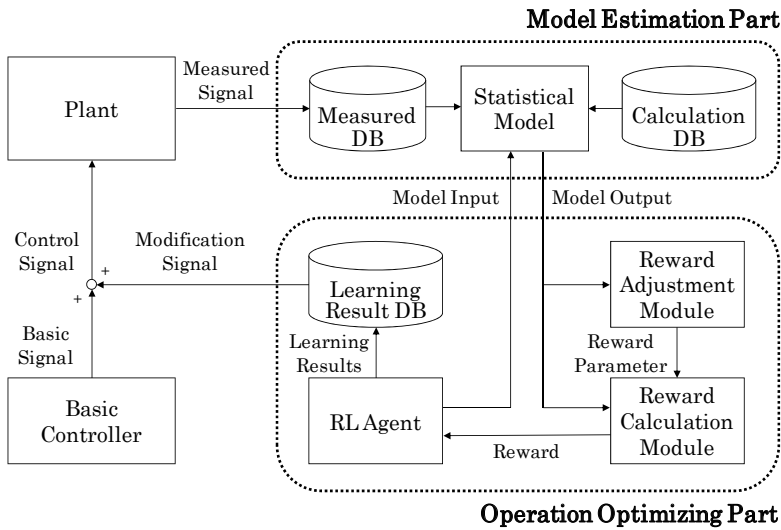 Model Estimation Part
Plant
Measured
Signal
Measured
DB
Statistical
Model
Calculation
DB
Model Input
Model Output
Control
Signal
Modification
Signal
+
+
Learning
Result DB
Reward
Adjustment
Module
Basic
Signal
Learning
Results
Reward
Parameter
Basic
Controller
RL Agent
Reward
Reward
Calculation
Module
Operation Optimizing Part